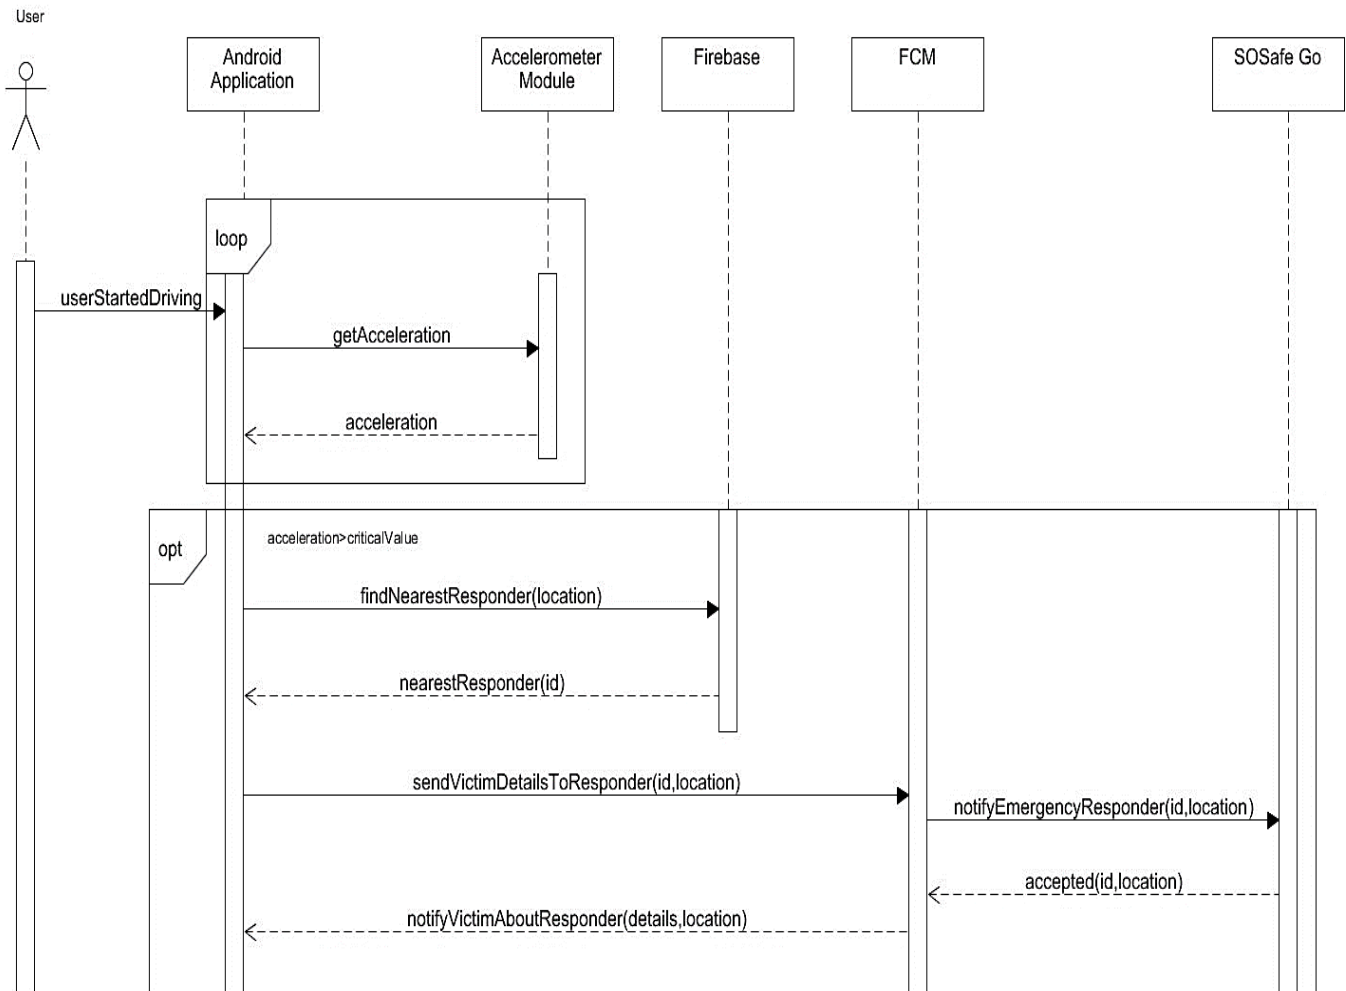 User
Android
Application
Accelerometer
Module
Firebase
FCM
SOSafe Go
loop
userStartedDriving
getAcceleration
acceleration
opt
acceleration>criticalValue
findNearestResponder(location)
nearestResponder(id)
sendVictimDetailsToResponder(id,location)
notifyEmergencyResponder(id,location)
accepted(id,location)
notifyVictimAboutResponder(details,location)